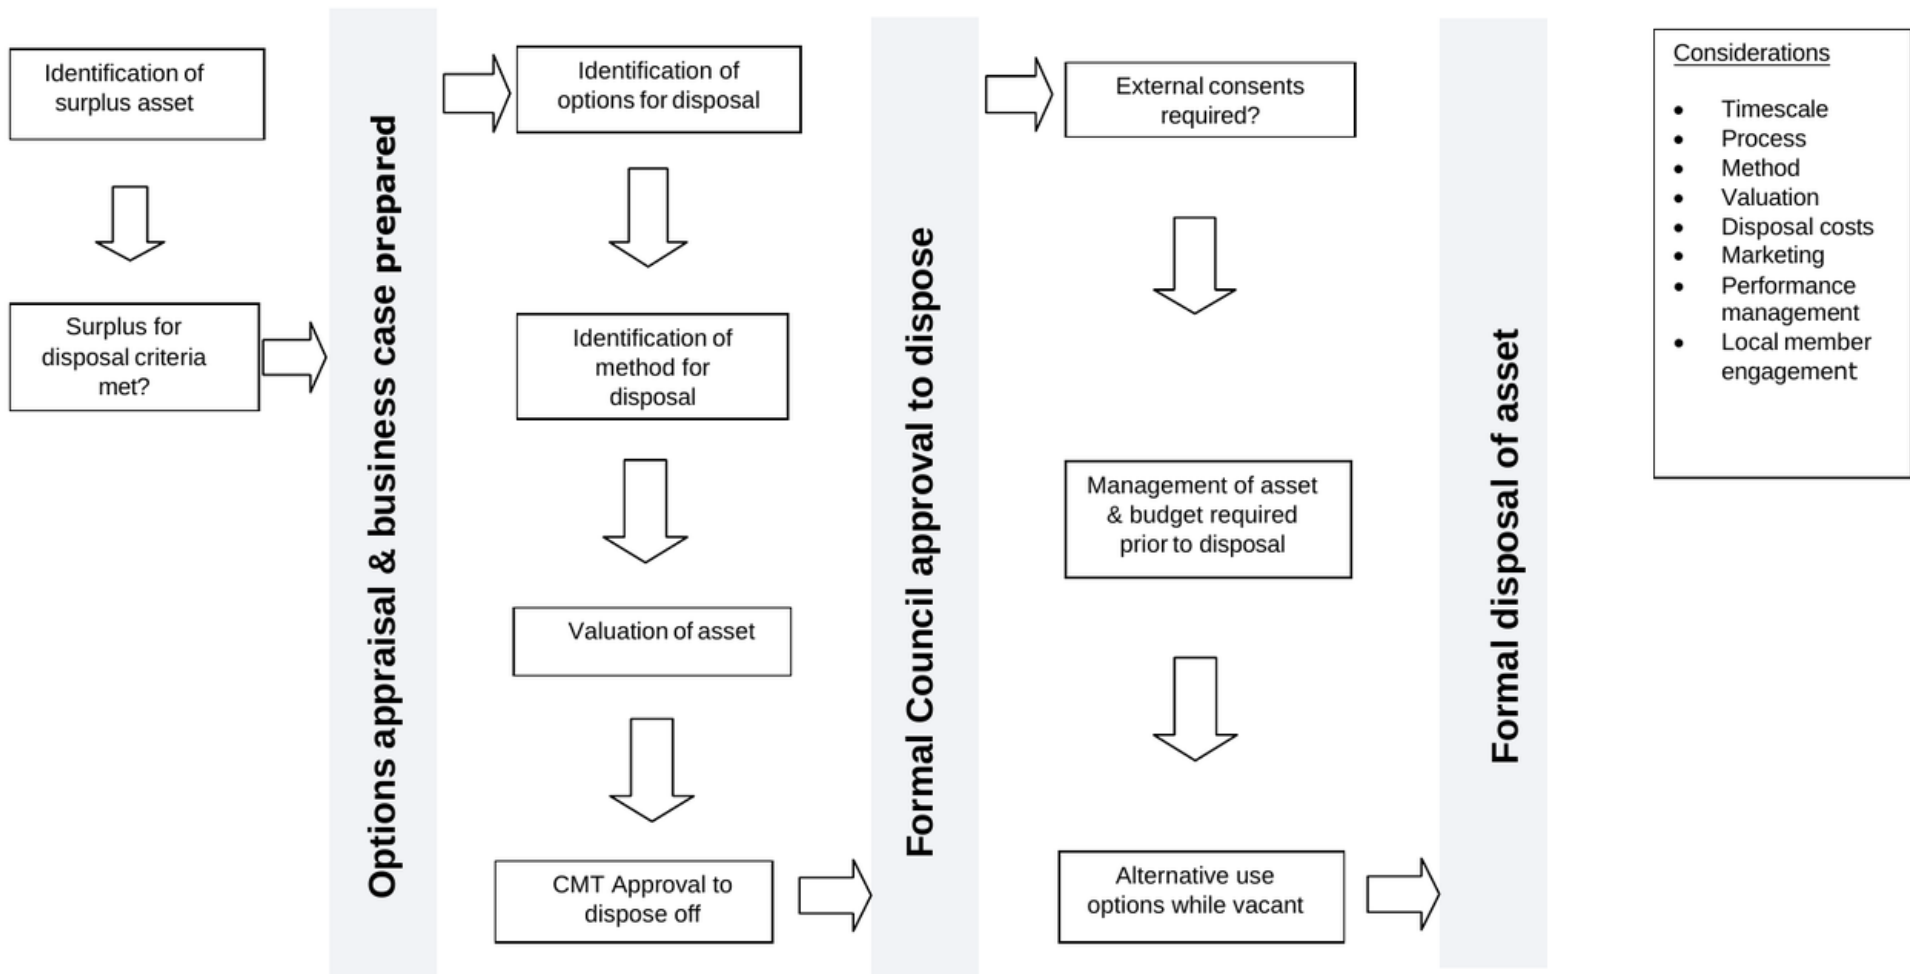 Identification of
surplus asset
Surplus for
disposal criteria
met?
Options appraisal & business case prepared
Identification of
options for disposal
Identification of
method for
disposal
Valuation of asset
CMT Approval to
dispose off
Formal Council approval to dispose
External consents
required?
Management of asset
& budget required
prior to disposal
Alternative use
options while vacant
Formal disposal of asset
Considerations
• Timescale
• Process
• Method
• Valuation
• Disposal costs
• Marketing
• Performance
management
• Local member
engagement